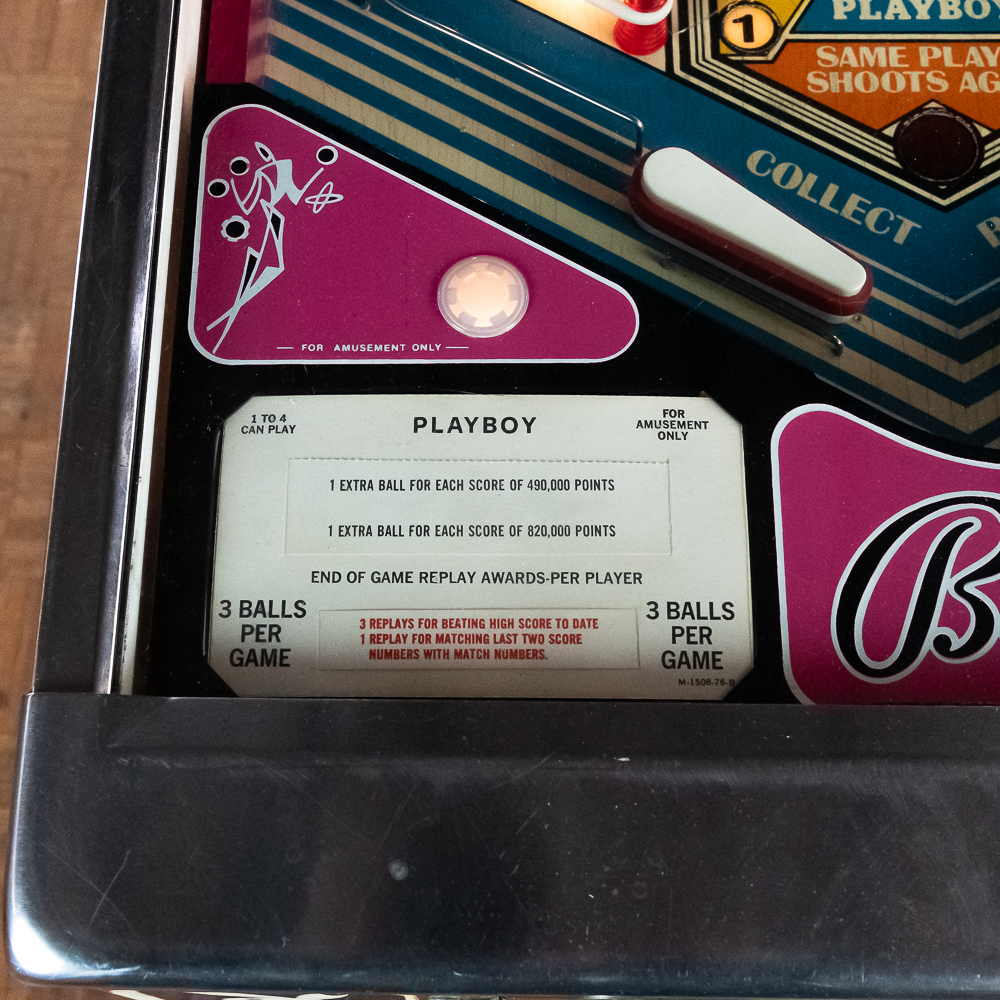 1
PLAYBOY
SAME PLAY
SHOOTS AG
COLLECT
— FOR AMUSEMENT ONLY —
1 TO 4
CAN PLAY
PLAYBOY
FOR
AMUSEMENT
ONLY
1 EXTRA BALL FOR EACH SCORE OF 490,000 POINTS
1 EXTRA BALL FOR EACH SCORE OF 820,000 POINTS
END OF GAME REPLAY AWARDS-PER PLAYER
3 BALLS
PER
GAME
3 REPLAYS FOR BEATING HIGH SCORE TO DATE
1 REPLAY FOR MATCHING LAST TWO SCORE
NUMBERS WITH MATCH NUMBERS.
3 BALLS
PER
GAME
M-1508-76-B
B